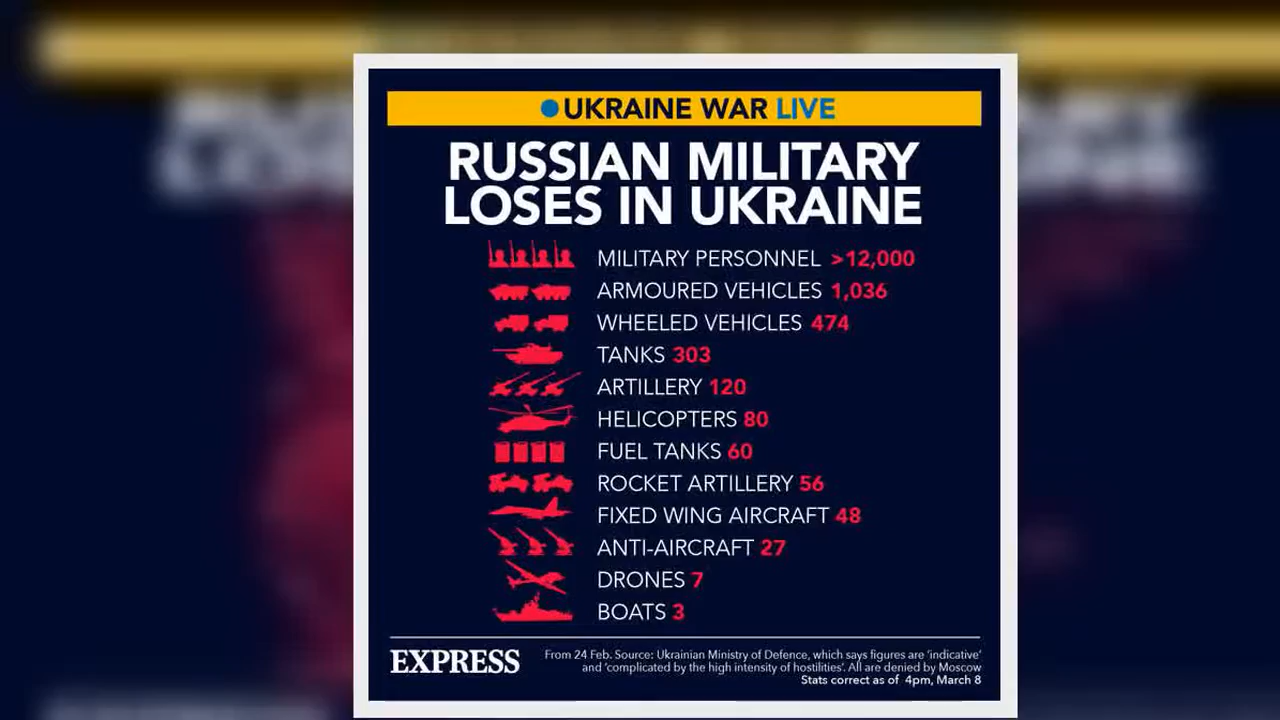 UKRAINE WAR LIVE
RUSSIAN MILITARY
LOSES IN UKRAINE
MILITARY PERSONNEL >12,000
ARMOURED VEHICLES 1,036
WHEELED VEHICLES 474
TANKS 303
ARTILLERY 120
HELICOPTERS 80
FUEL TANKS 60
ROCKET ARTILLERY 56
FIXED WING AIRCRAFT 48
ANTI-AIRCRAFT 27
DRONES 7
BOATS 3
EXPRESS
From 24 Feb. Source: Ukrainian Ministry of Defence, which says figures are 'indicative'
and 'complicated by the high intensity of hostilities'. All are denied by Moscow
Stats correct as of 4pm, March 8